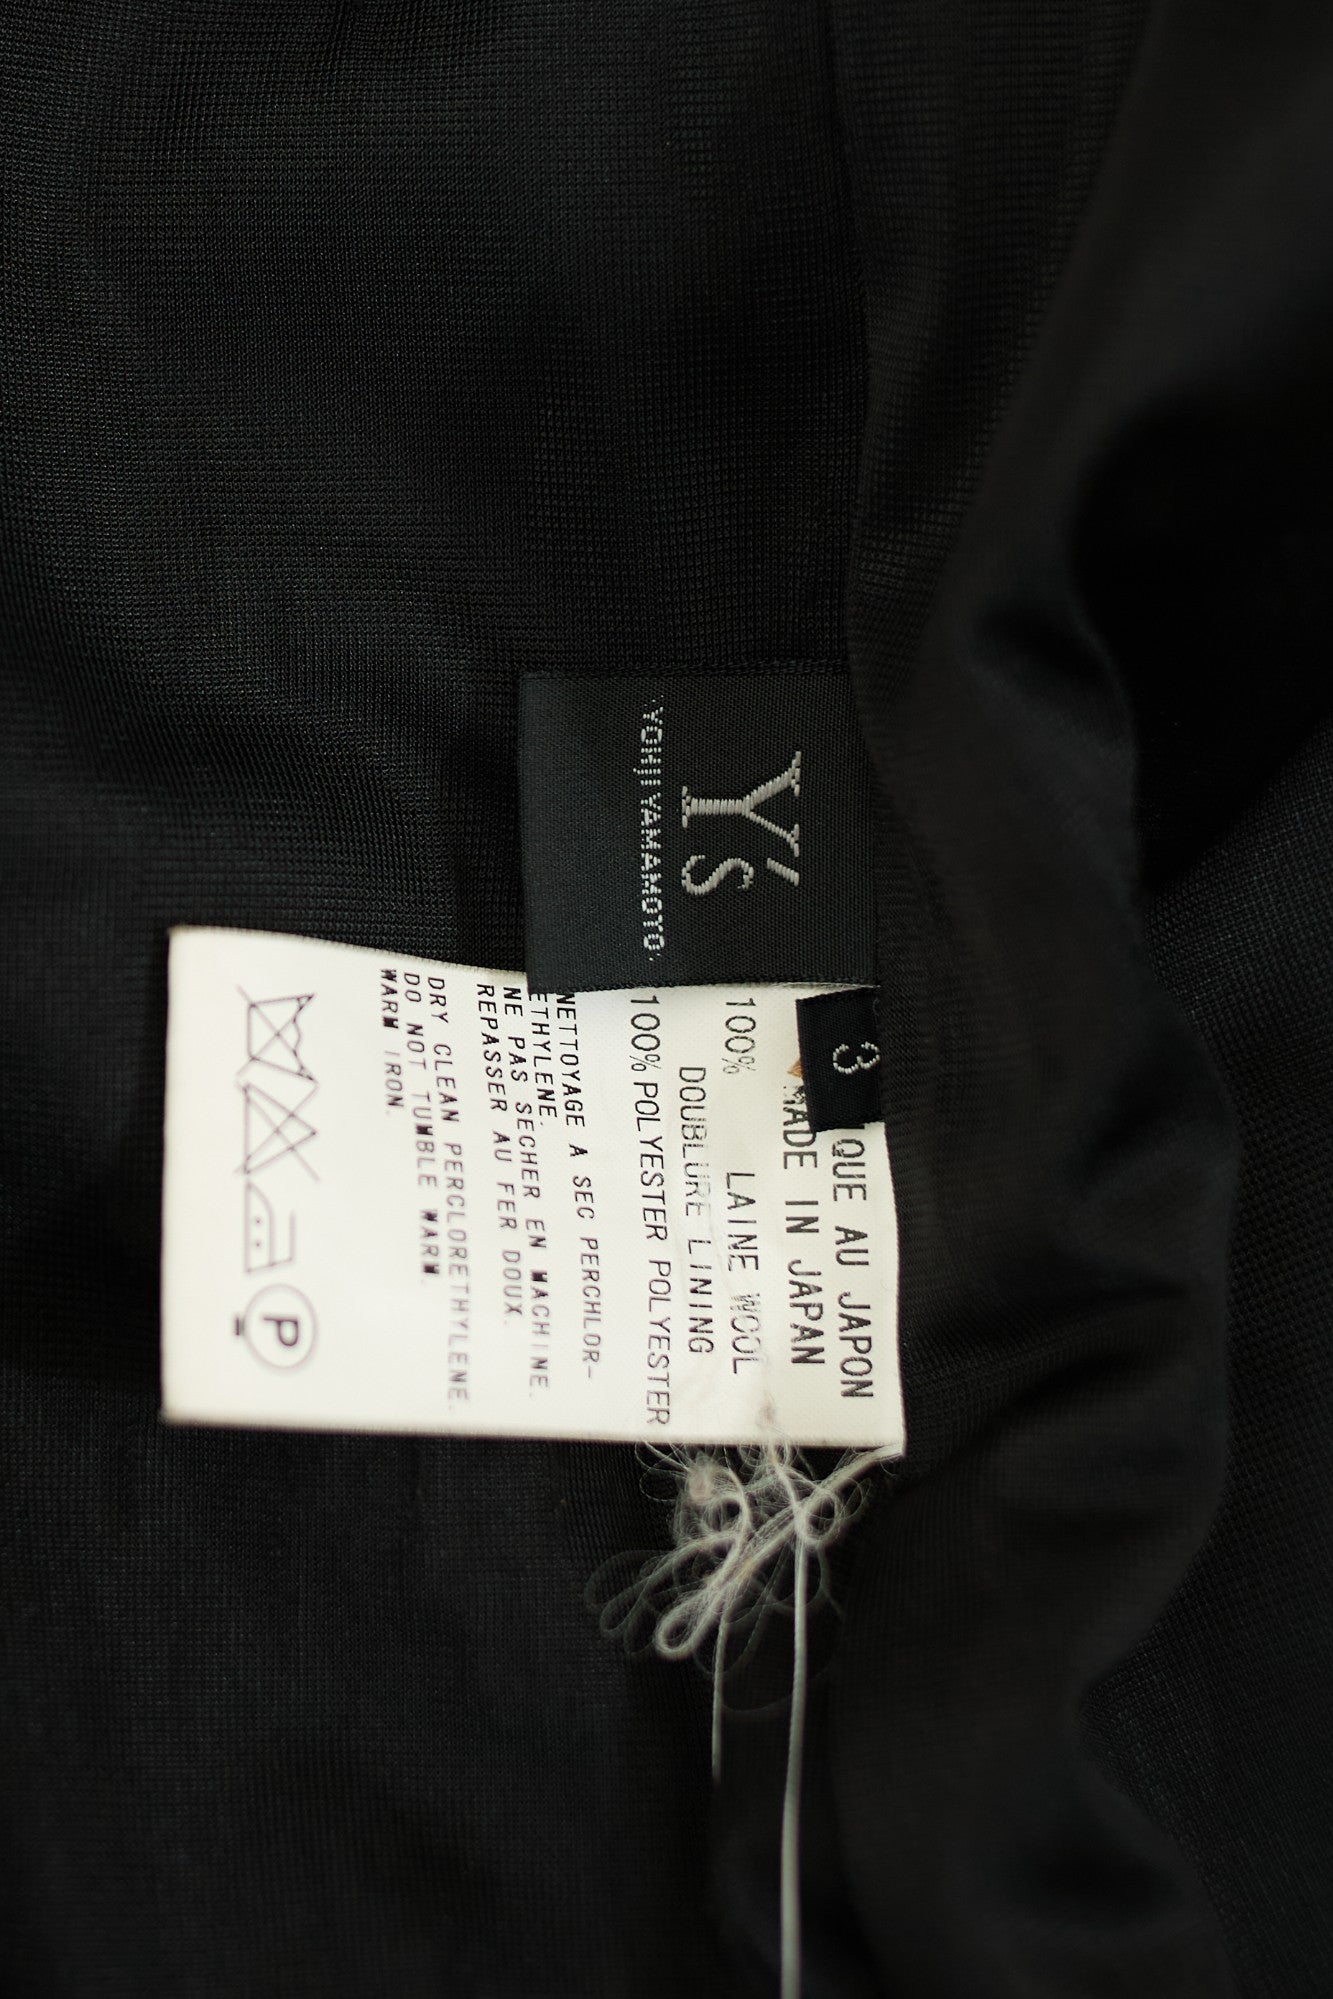 Y's
YOHJI YAMAMOTO.
3
QUE AU JAPON
MADE IN JAPAN
100% LAINE WOOL
DOUBLURE LINING
100% POLYESTER POLYESTER
NETTOYAGE A SEC PERCHLOR-
ETHYLENE.
NE PAS SECHER EN MACHINE.
REPASSER AU FER DOUX.
DRY CLEAN PERCLORETHYLENE.
DO NOT TUMBLE WARM.
WARM IRON.
P